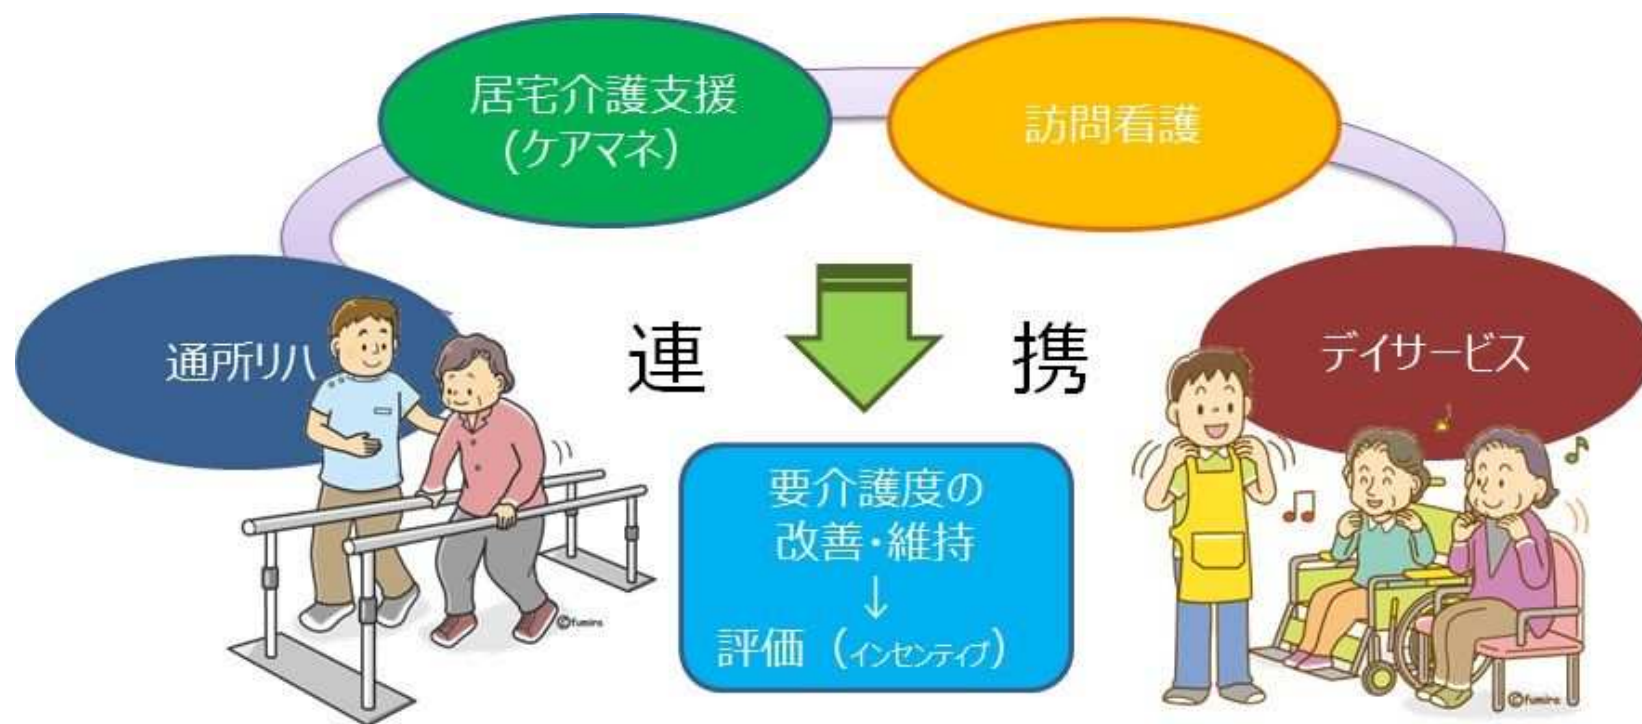 居宅介護支援
(ケアマネ)
訪問看護
通所リハ
連携
デイサービス
要介護度の
改善・維持
↓
評価（インセンティブ）
©fumira
©fumira